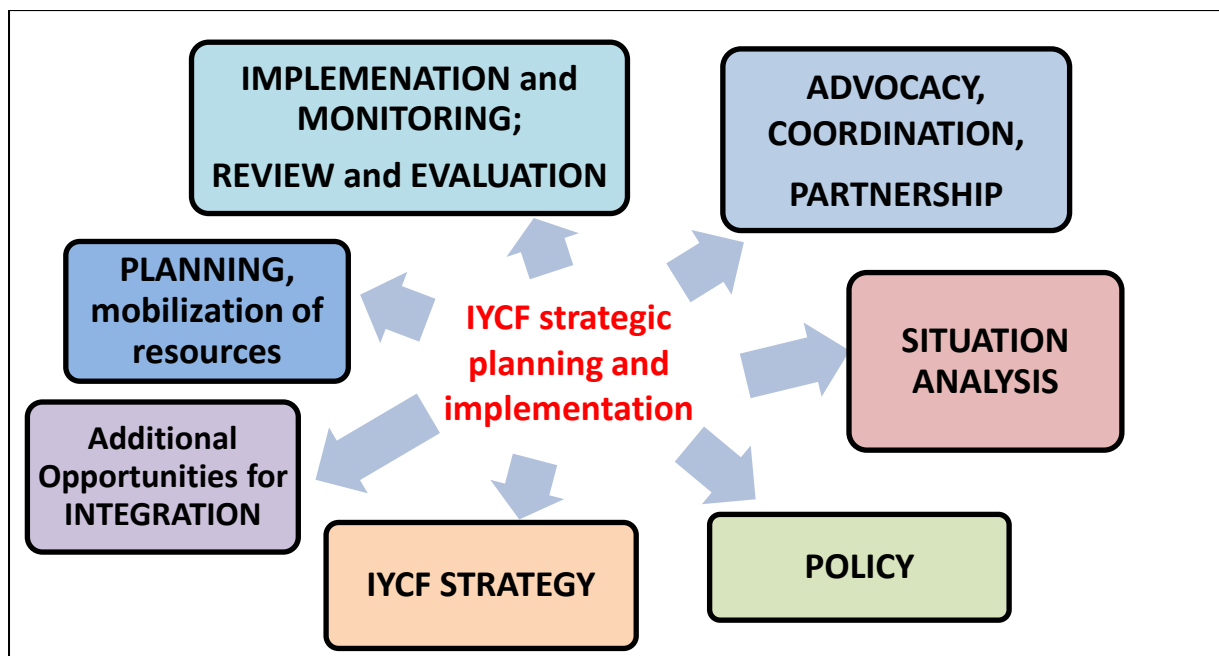 IMPLEMENATION and
MONITORING;
REVIEW and EVALUATION
ADVOCACY,
COORDINATION,
PARTNERSHIP
PLANNING,
mobilization of
resources
IYCF strategic
planning and
implementation
SITUATION
ANALYSIS
Additional
Opportunities for
INTEGRATION
IYCF STRATEGY
POLICY